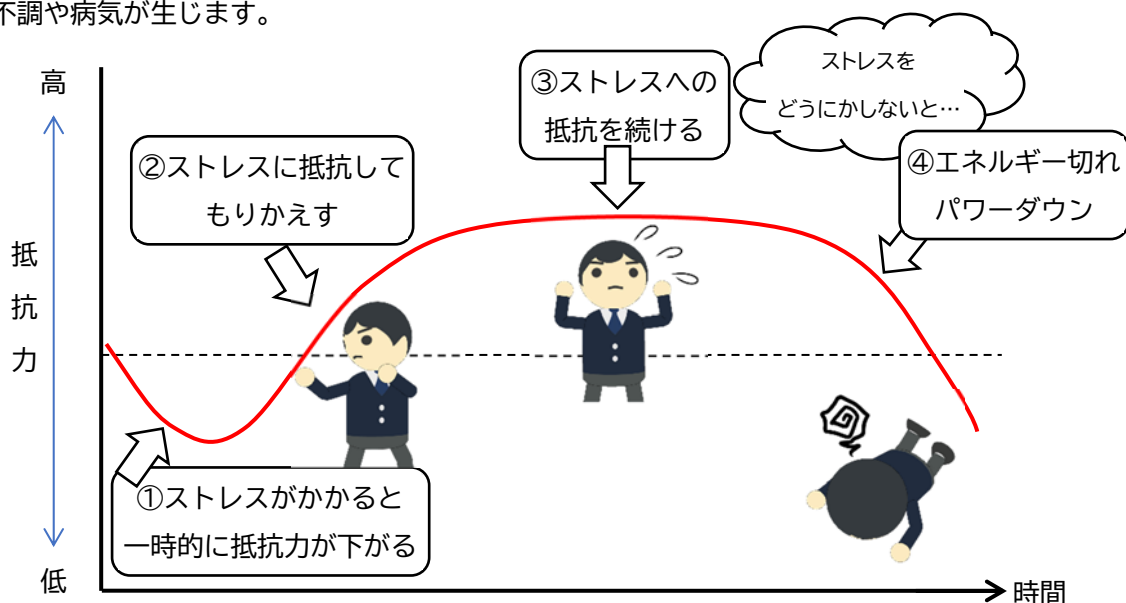 不調や病気が生じます。
高
抵
抗
力
低
②ストレスに抵抗して
もりかえす
③ストレスへの
抵抗を続ける
ストレスを
どうにかしないと…
④エネルギー切れ
パワーダウン
①ストレスがかかると
一時的に抵抗力が下がる
時間